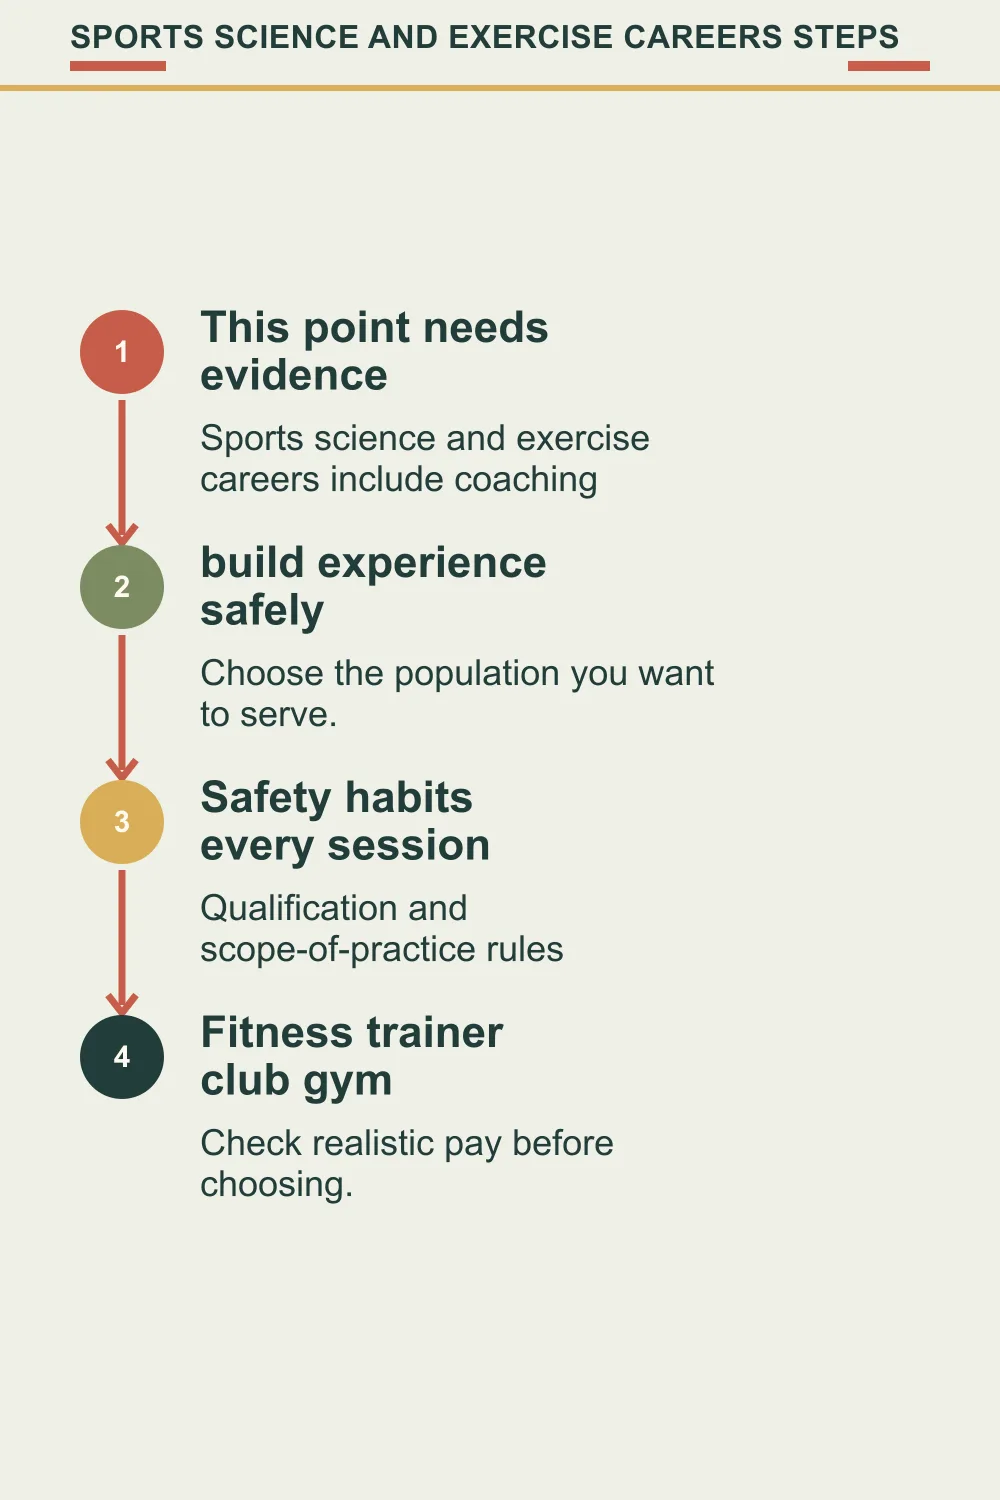 SPORTS SCIENCE AND EXERCISE CAREERS STEPS
1
This point needs
evidence
Sports science and exercise
careers include coaching
2
build experience
safely
Choose the population you want
to serve.
3
Safety habits
every session
Qualification and
scope-of-practice rules
4
Fitness trainer
club gym
Check realistic pay before
choosing.